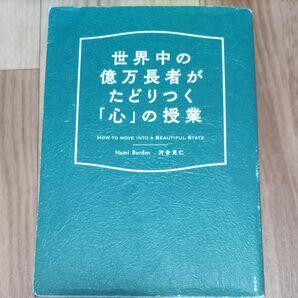 世界中の
億万長者が
たどりつく
「心」の授業
HOW TO MOVE INTO A BEAUTIFUL STATE
Nami Barden 河合克仁